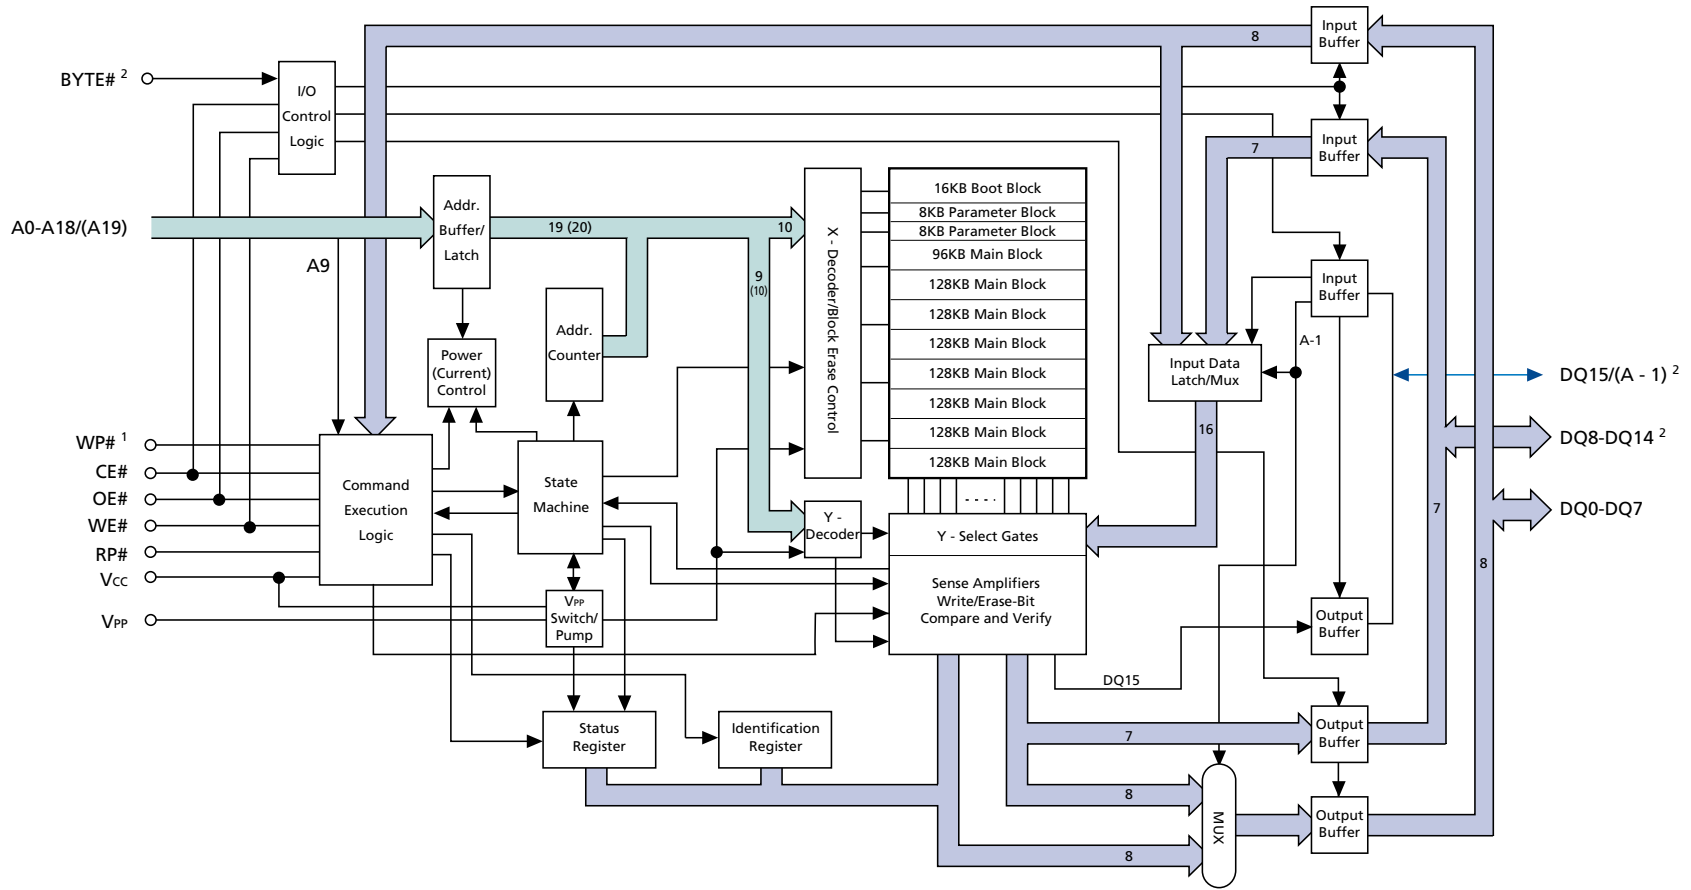 Input
Buffer
8
BYTE# 2
I/O
Control
Logic
Input
Buffer
7
A0-A18/(A19)
A9
Addr.
Buffer/
Latch
19 (20)
10
9
(10)
X - Decoder/Block Erase Control
16KB Boot Block
8KB Parameter Block
8KB Parameter Block
96KB Main Block
128KB Main Block
128KB Main Block
128KB Main Block
128KB Main Block
128KB Main Block
128KB Main Block
128KB Main Block
Input
Buffer
A-1
Addr.
Counter
Power
(Current)
Control
Input Data
Latch/Mux
16
DQ15/(A - 1) 2
DQ8-DQ14 2
DQ0-DQ7
7
8
WP# 1
CE#
OE#
WE#
RP#
VCC
VPP
Command
Execution
Logic
State
Machine
VPP
Switch/
Pump
Y -
Decoder
- - - -
Y - Select Gates
Sense Amplifiers
Write/Erase-Bit
Compare and Verify
Output
Buffer
DQ15
Status
Register
Identification
Register
7
Output
Buffer
8
8
MUX
Output
Buffer